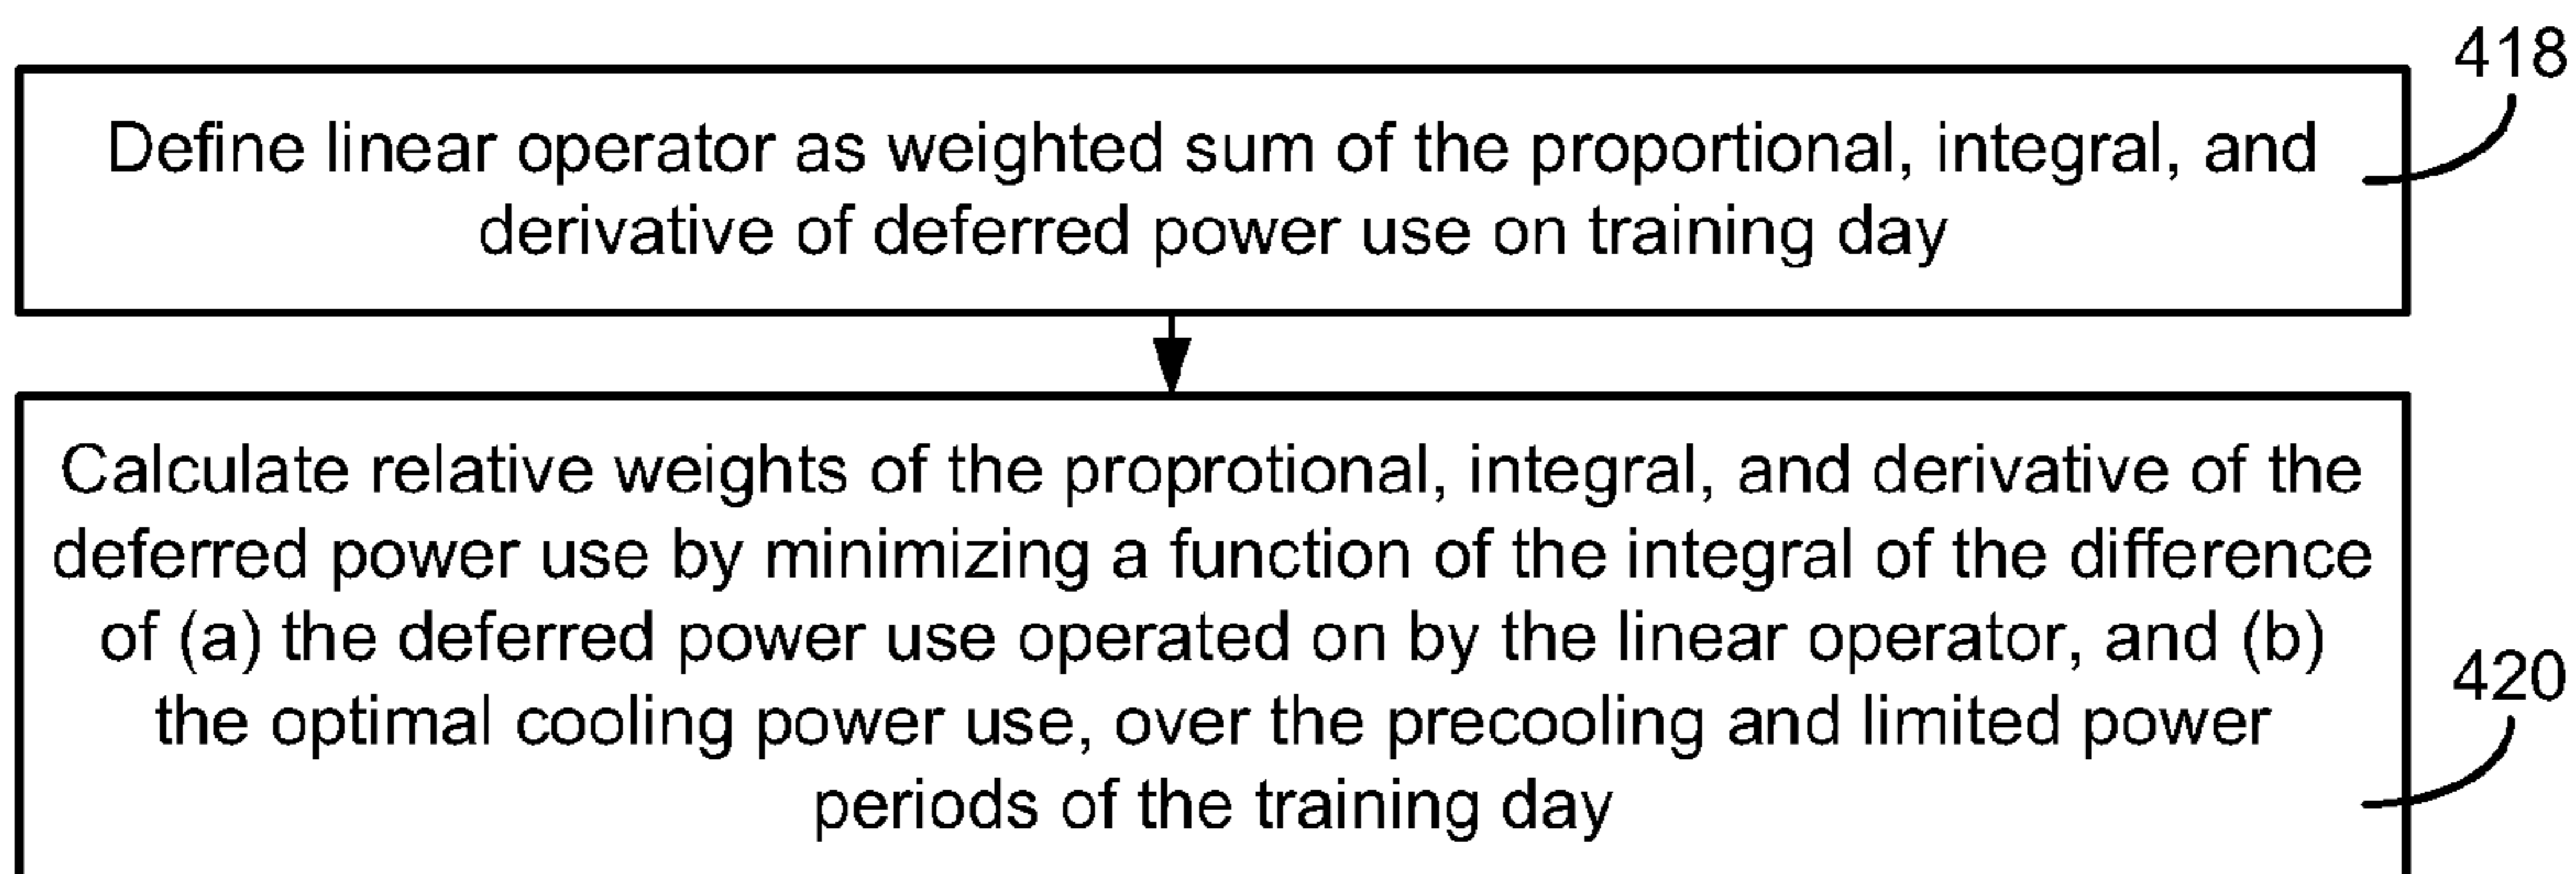 418
Define linear operator as weighted sum of the proportional, integral, and
derivative of deferred power use on training day
Calculate relative weights of the proprotional, integral, and derivative of the
deferred power use by minimizing a function of the integral of the difference
of (a) the deferred power use operated on by the linear operator, and (b)
the optimal cooling power use, over the precooling and limited power
periods of the training day
420